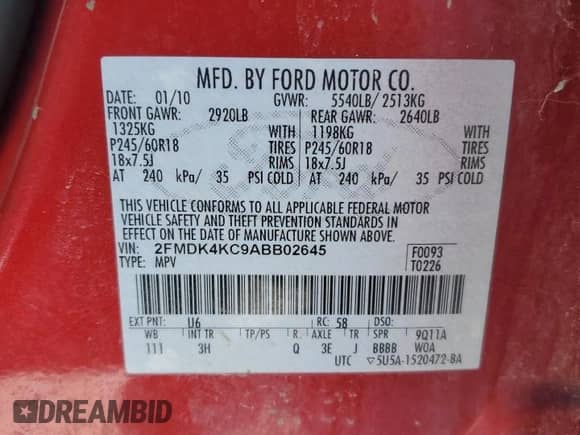 MFD. BY FORD MOTOR CO.
DATE: 01/10 GVWR: 5540LB/ 2513KG
FRONT GAWR: 2920LB REAR GAWR: 2640LB
1325KG WITH 1198KG WITH
P245/60R18 TIRES P245/60R18 TIRES
18x7.5J RIMS 18x7.5J RIMS
AT 240 kPa/ 35 PSI COLD AT 240 kPa/ 35 PSI COLD
THIS VEHICLE CONFORMS TO ALL APPLICABLE FEDERAL MOTOR
VEHICLE SAFETY AND THEFT PREVENTION STANDARDS IN
EFFECT ON THE DATE OF MANUFACTURE SHOWN ABOVE.
VIN: 2FMDK4KC9ABB02645 F0093
TYPE: MPV T0226
EXT PNT: U6 RC: 58 DSO:
WB INT TR TP/PS R. AXLE TR SPR 9Q11A
111 3H Q 3E J BBBB WOA
UTC ▽5U5A-1520472-BA
DREAMBID